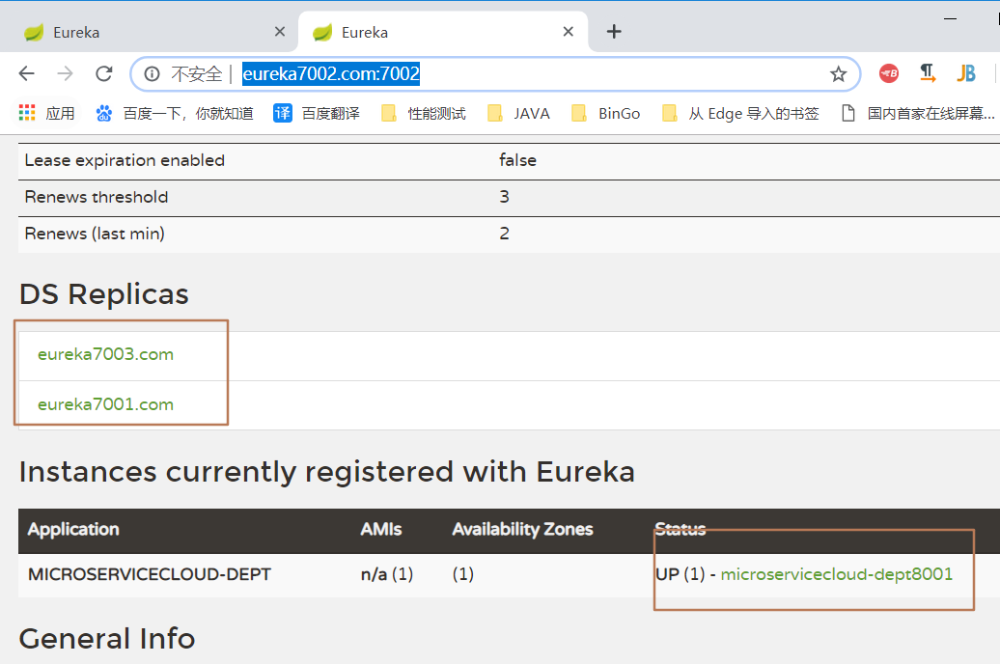 Eureka
Eureka
不安全 | eureka7002.com:7002
应用 百度一下，你就知道 译 百度翻译 性能测试 JAVA BinGo 从 Edge 导入的书签 国内首家在线屏幕...
Lease expiration enabled false
Renews threshold 3
Renews (last min) 2
DS Replicas
eureka7003.com
eureka7001.com
Instances currently registered with Eureka
Application AMIs Availability Zones Status
MICROSERVICECLOUD-DEPT n/a (1) (1) UP (1) - microservicecloud-dept8001
General Info